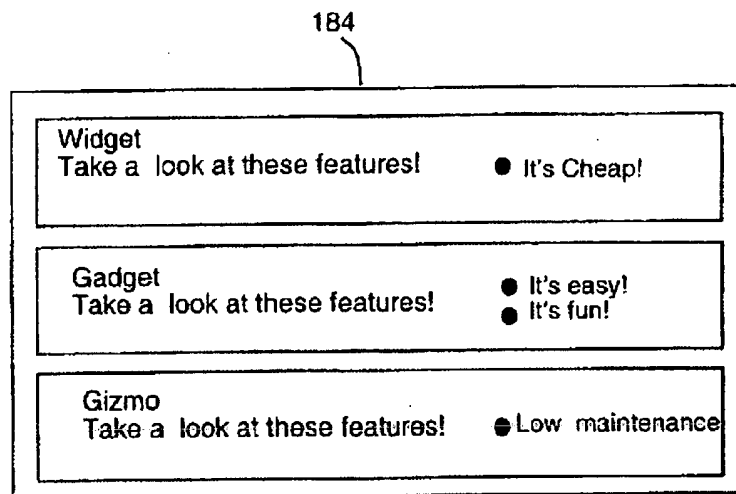 184
Widget
Take a look at these features!
● It's Cheap!
Gadget
Take a look at these features!
● It's easy!
● It's fun!
Gizmo
Take a look at these features!
● Low maintenance